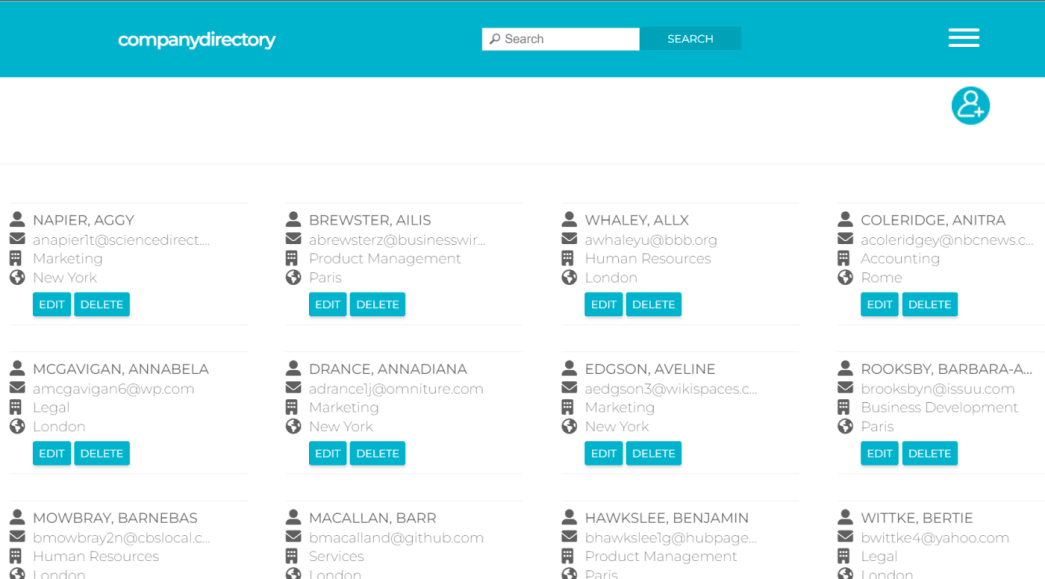 companydirectory
Search
SEARCH
NAPIER, AGGY
anapier1t@sciencedirect....
Marketing
New York
EDIT DELETE
BREWSTER, AILIS
abrewsterz@businesswir...
Product Management
Paris
EDIT DELETE
WHALEY, ALLX
awhaleyu@bbb.org
Human Resources
London
EDIT DELETE
COLERIDGE, ANITRA
acoleridgey@nbcnews.c...
Accounting
Rome
EDIT DELETE
MCGAVIGAN, ANNABELA
amcgavigan6@wp.com
Legal
London
EDIT DELETE
DRANCE, ANNADIANA
adrance1j@omniture.com
Marketing
New York
EDIT DELETE
EDGSON, AVELINE
aedgson3@wikispaces.c...
Marketing
New York
EDIT DELETE
ROOKSBY, BARBARA-A...
brooksbyn@issuu.com
Business Development
Paris
EDIT DELETE
MOWBRAY, BARNEBAS
bmowbray2n@cbslocal.c...
Human Resources
London
MACALLAN, BARR
bmacalland@github.com
Services
London
HAWKSLEE, BENJAMIN
bhawkslee1g@hubpage...
Product Management
Paris
WITTKE, BERTIE
bwittke4@yahoo.com
Legal
London